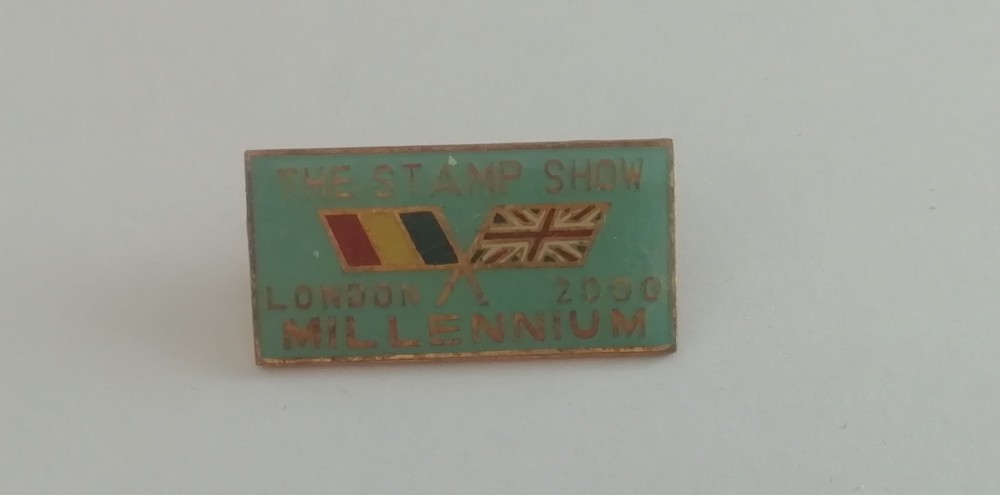 THE STAMP SHOW
LONDON 2000
MILLENNIUM